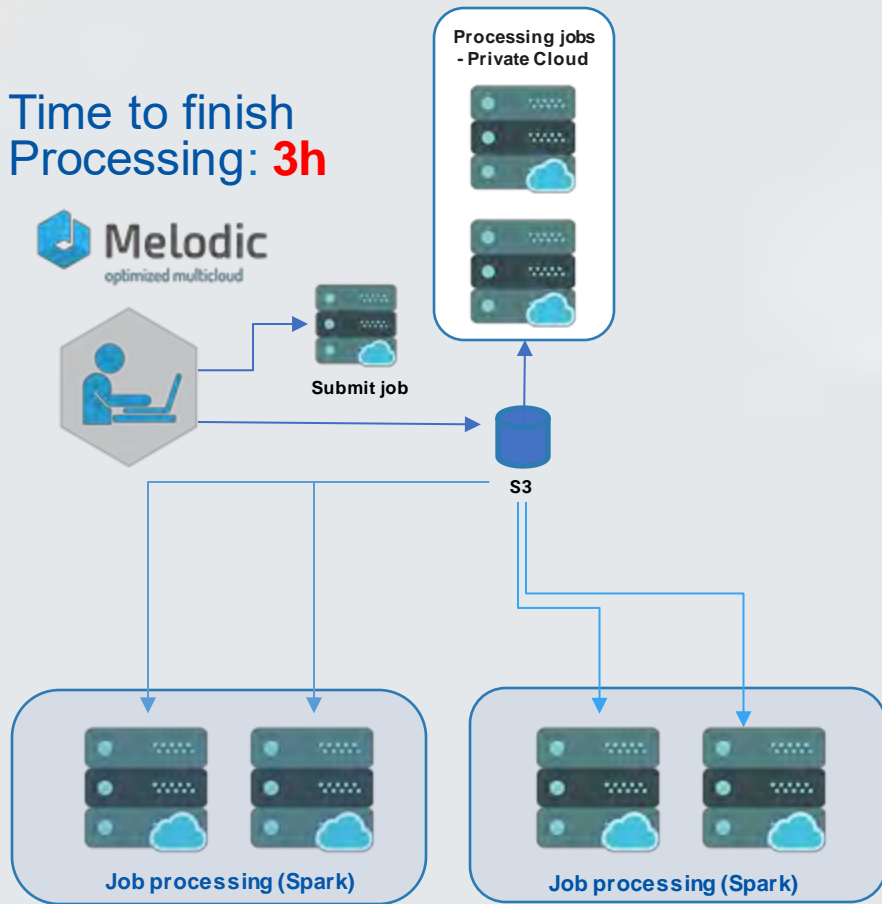 Processing jobs
- Private Cloud
Time to finish
Processing: 3h
Melodic
optimized multicloud
Submit job
S3
Job processing (Spark)
Job processing (Spark)